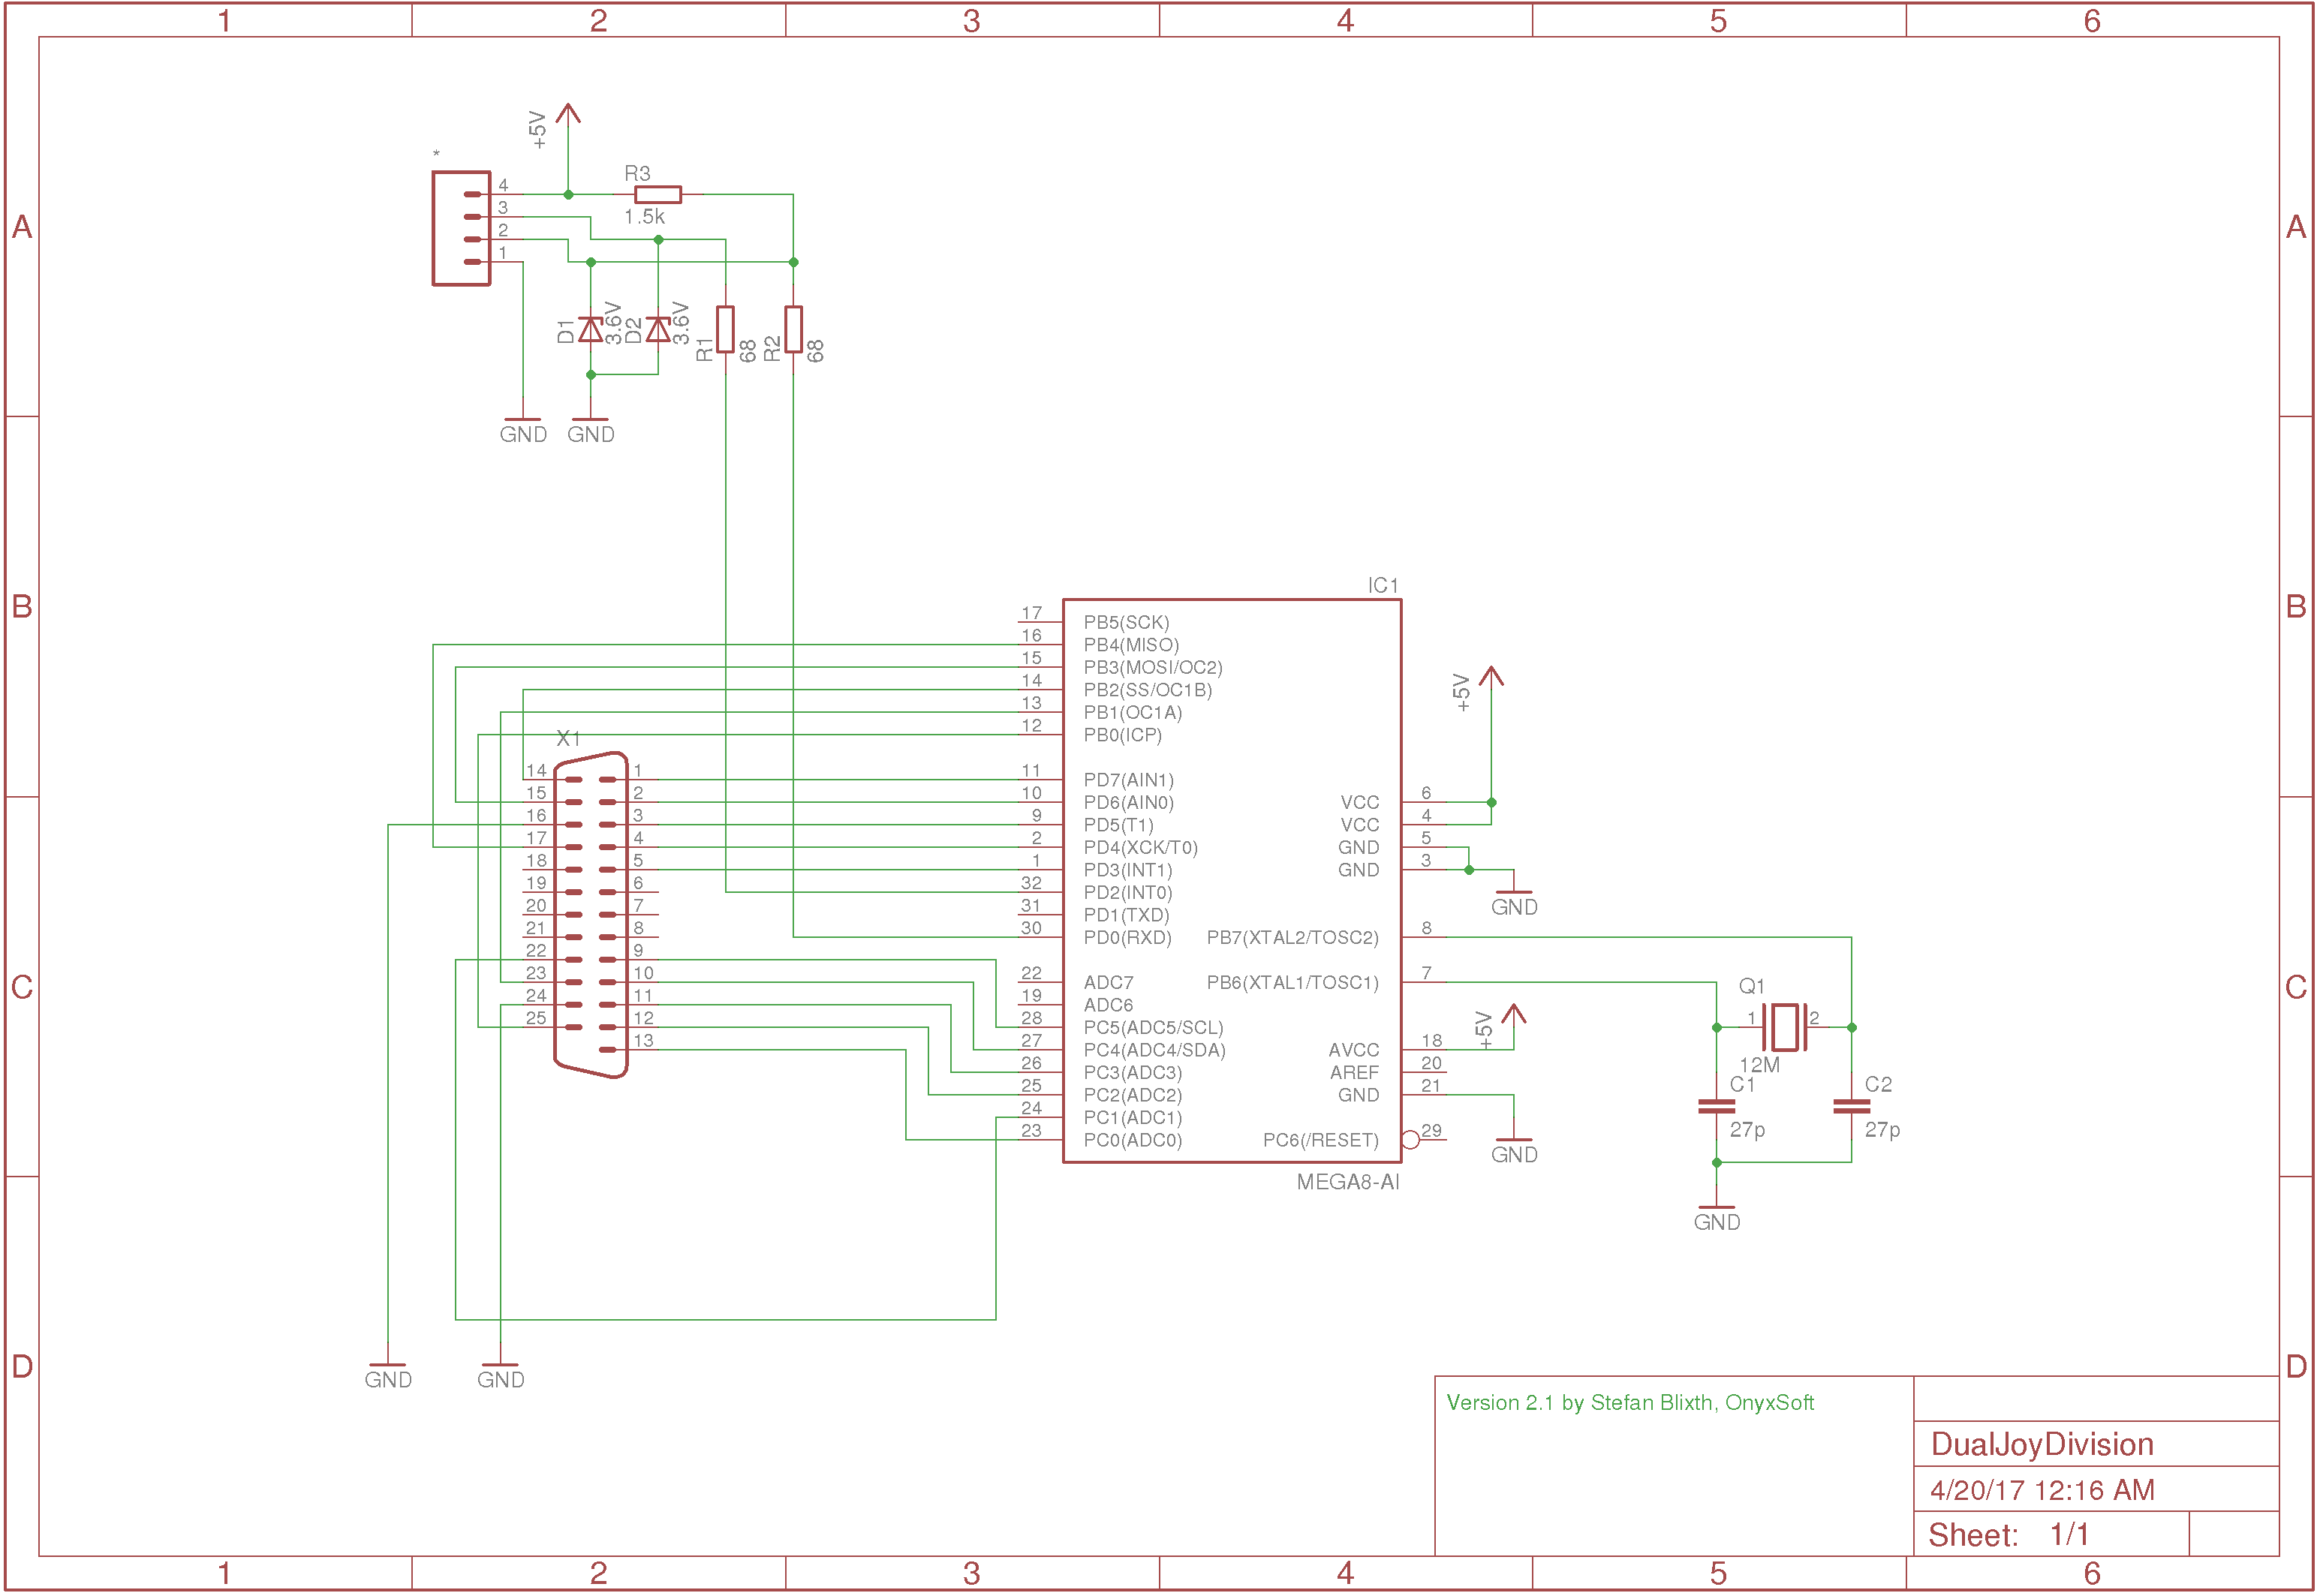 1 2 3 4 5 6
A A
B B
C C
D D
+5V
*
4
3
2
1
R3
1.5k
D1
3.6V
D2
3.6V
R1
68
R2
68
GND
GND
IC1
17 PB5(SCK)
16 PB4(MISO)
15 PB3(MOSI/OC2)
14 PB2(SS/OC1B)
13 PB1(OC1A)
12 PB0(ICP)
11 PD7(AIN1)
10 PD6(AIN0)
9 PD5(T1)
2 PD4(XCK/T0)
1 PD3(INT1)
32 PD2(INT0)
31 PD1(TXD)
30 PD0(RXD)
22 ADC7
19 ADC6
28 PC5(ADC5/SCL)
27 PC4(ADC4/SDA)
26 PC3(ADC3)
25 PC2(ADC2)
24 PC1(ADC1)
23 PC0(ADC0)
VCC 6
VCC 4
GND 5
GND 3
PB7(XTAL2/TOSC2) 8
PB6(XTAL1/TOSC1) 7
AVCC 18
AREF 20
GND 21
PC6(/RESET) 29
MEGA8-AI
+5V
GND
+5V
GND
X1
14 1
15 2
16 3
17 4
18 5
19 6
20 7
21 8
22 9
23 10
24 11
25 12
13
GND
GND
Q1
1 2
12M
C1
27p
C2
27p
GND
Version 2.1 by Stefan Blixth, OnyxSoft
DualJoyDivision
4/20/17 12:16 AM
Sheet: 1/1
1 2 3 4 5 6